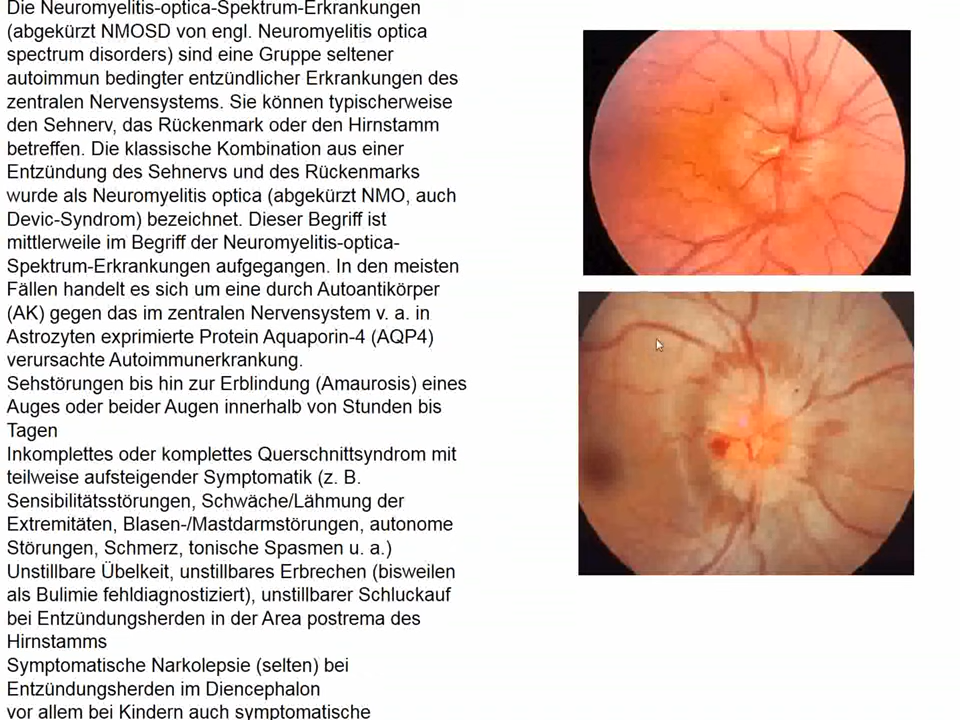 Die Neuromyelitis-optica-Spektrum-Erkrankungen
(abgekürzt NMOSD von engl. Neuromyelitis optica
spectrum disorders) sind eine Gruppe seltener
autoimmun bedingter entzündlicher Erkrankungen des
zentralen Nervensystems. Sie können typischerweise
den Sehnerv, das Rückenmark oder den Hirnstamm
betreffen. Die klassische Kombination aus einer
Entzündung des Sehnervs und des Rückenmarks
wurde als Neuromyelitis optica (abgekürzt NMO, auch
Devic-Syndrom) bezeichnet. Dieser Begriff ist
mittlerweile im Begriff der Neuromyelitis-optica-
Spektrum-Erkrankungen aufgegangen. In den meisten
Fällen handelt es sich um eine durch Autoantikörper
(AK) gegen das im zentralen Nervensystem v. a. in
Astrozyten exprimierte Protein Aquaporin-4 (AQP4)
verursachte Autoimmunerkrankung.
Sehstörungen bis hin zur Erblindung (Amaurosis) eines
Auges oder beider Augen innerhalb von Stunden bis
Tagen
Inkomplettes oder komplettes Querschnittsyndrom mit
teilweise aufsteigender Symptomatik (z. B.
Sensibilitätsstörungen, Schwäche/Lähmung der
Extremitäten, Blasen-/Mastdarmstörungen, autonome
Störungen, Schmerz, tonische Spasmen u. a.)
Unstillbare Übelkeit, unstillbares Erbrechen (bisweilen
als Bulimie fehldiagnostiziert), unstillbarer Schluckauf
bei Entzündungsherden in der Area postrema des
Hirnstamms
Symptomatische Narkolepsie (selten) bei
Entzündungsherden im Diencephalon
vor allem bei Kindern auch symptomatische